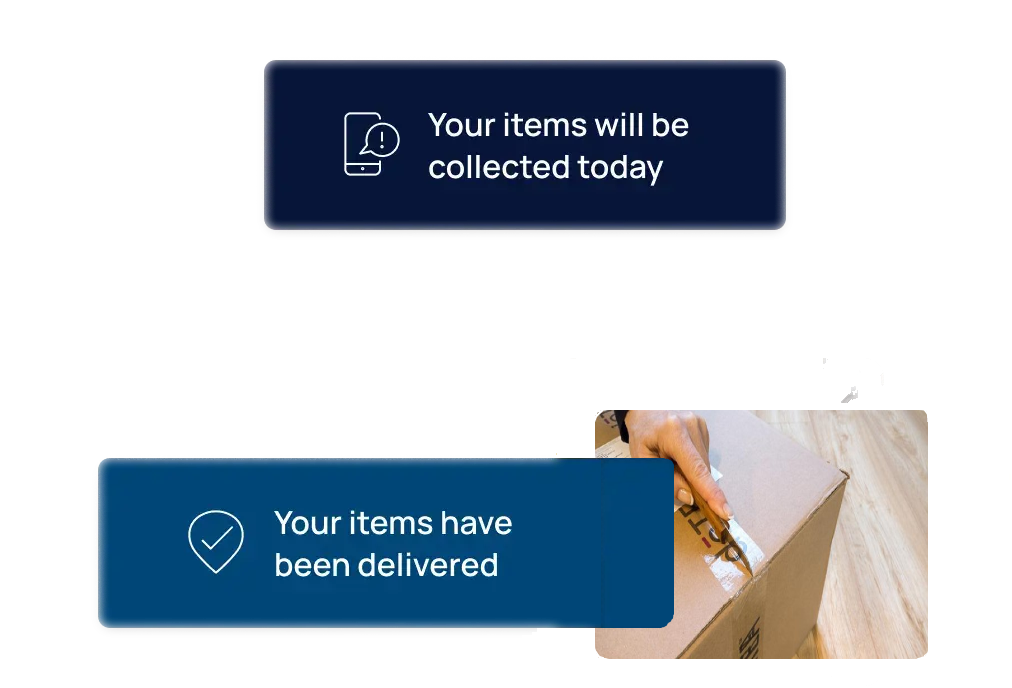 Your items will be
collected today
Your items have
been delivered